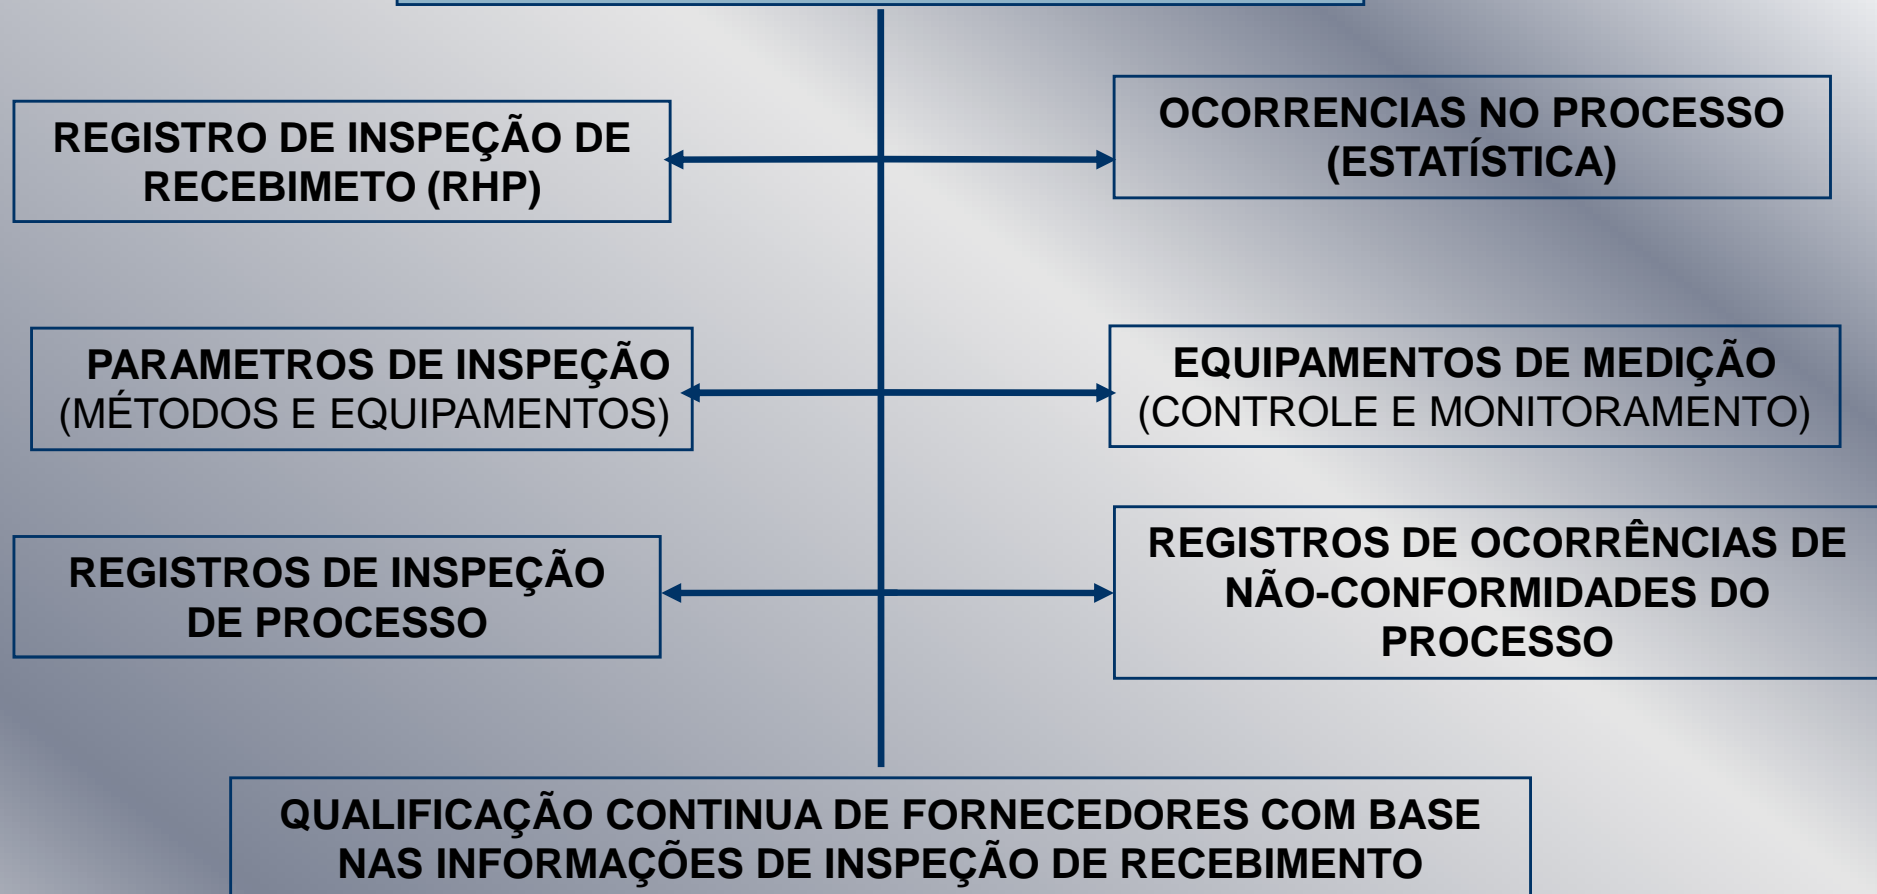 REGISTRO DE INSPEÇÃO DE
RECEBIMETO (RHP)
OCORRENCIAS NO PROCESSO
(ESTATÍSTICA)
PARAMETROS DE INSPEÇÃO
(MÉTODOS E EQUIPAMENTOS)
EQUIPAMENTOS DE MEDIÇÃO
(CONTROLE E MONITORAMENTO)
REGISTROS DE INSPEÇÃO
DE PROCESSO
REGISTROS DE OCORRÊNCIAS DE
NÃO-CONFORMIDADES DO
PROCESSO
QUALIFICAÇÃO CONTINUA DE FORNECEDORES COM BASE
NAS INFORMAÇÕES DE INSPEÇÃO DE RECEBIMENTO